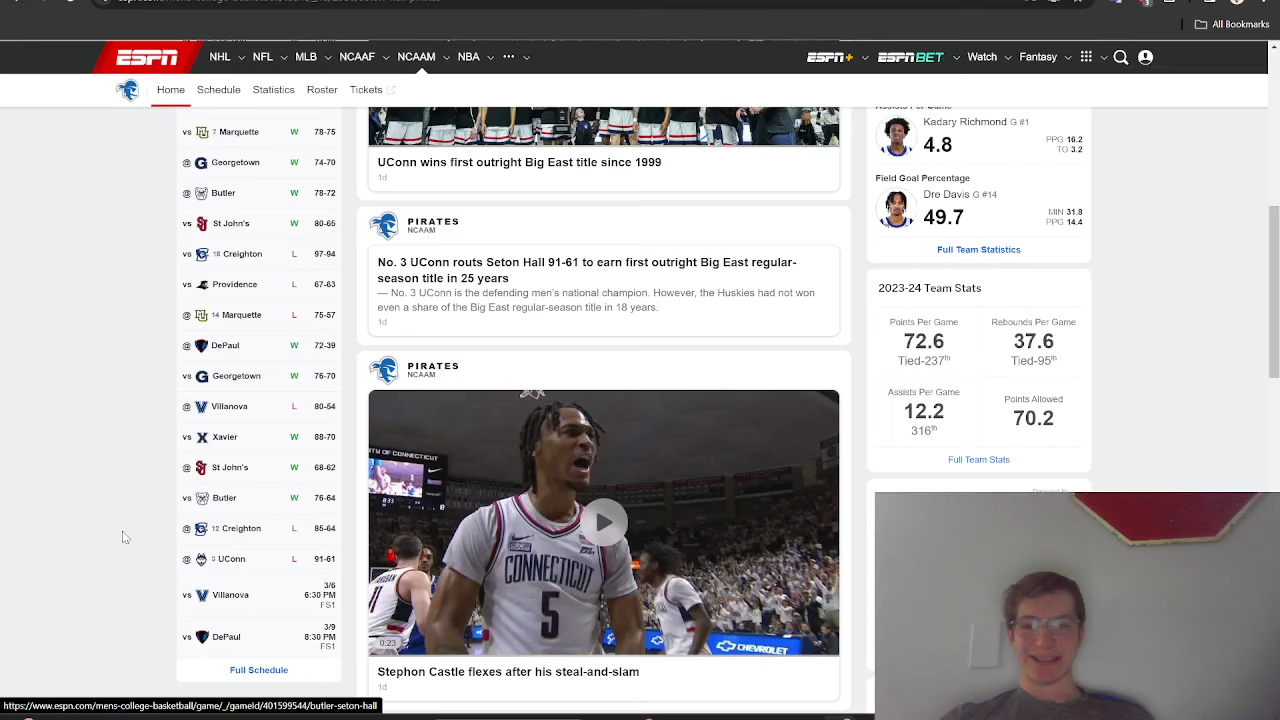 All Bookmarks
ESPN NHL NFL MLB NCAAF NCAAM NBA ESPN+ ESPN BET Watch Fantasy
Home Schedule Statistics Roster Tickets
vs 7 Marquette W 78-75
@ Georgetown W 74-70
@ Butler W 78-72
vs St John's W 80-65
vs 18 Creighton L 97-94
vs Providence L 67-63
@ 14 Marquette L 75-57
@ DePaul W 72-39
vs Georgetown W 76-70
@ Villanova L 80-54
vs Xavier W 88-70
@ St John's W 68-62
vs Butler W 76-64
@ 12 Creighton L 85-64
@ 3 UConn L 91-61
vs Villanova 3/6
6:30 PM
FS1
vs DePaul 3/9
8:30 PM
FS1
Full Schedule
https://www.espn.com/mens-college-basketball/game/_/gameId/401599544/butler-seton-hall
UConn wins first outright Big East title since 1999
1d
PIRATES
NCAAM
No. 3 UConn routs Seton Hall 91-61 to earn first outright Big East regular-
season title in 25 years
— No. 3 UConn is the defending men's national champion. However, the Huskies had not won
even a share of the Big East regular-season title in 18 years.
1d
PIRATES
NCAAM
CONNECTICUT
5
CHEVROLET
0:23
Stephon Castle flexes after his steal-and-slam
1d
Assists Per Game
Kadary Richmond G #1
4.8
PPG 16.2
TO 3.2
Field Goal Percentage
Dre Davis G #14
49.7
MIN 31.8
PPG 14.4
Full Team Statistics
2023-24 Team Stats
Points Per Game
72.6
Tied-237th
Rebounds Per Game
37.6
Tied-95th
Assists Per Game
12.2
316th
Points Allowed
70.2
Full Team Stats